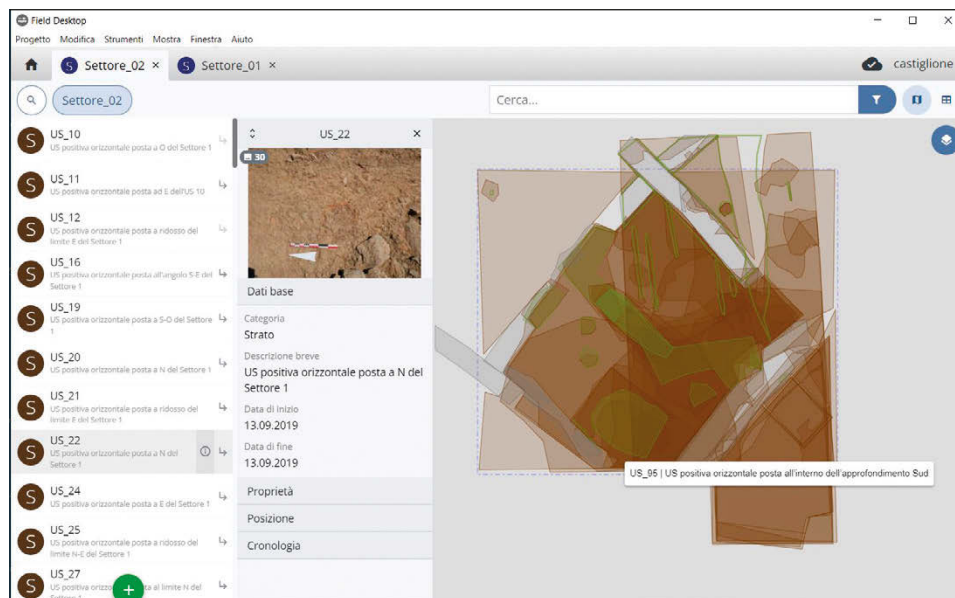 Field Desktop
Progetto Modifica Strumenti Mostra Finestra Aiuto
Settore_02 Settore_01 castiglione
Settore_02 Cerca...
US_10
US positiva orizzontale posta a O del Settore 1
US_11
US positiva orizzontale posta ad E dell'US 10
US_12
US positiva orizzontale posta a ridosso del
limite E del Settore 1
US_16
US positiva orizzontale posta all'angolo S-E del
Settore 1
US_19
US positiva orizzontale posta a S-O del Settore
1
US_20
US positiva orizzontale posta a N del Settore 1
US_21
US positiva orizzontale posta a ridosso del
limite E del Settore 1
US_22
US positiva orizzontale posta a N del
Settore 1
US_24
US positiva orizzontale posta a E del Settore 1
US_25
US positiva orizzontale posta a ridosso del
limite N-E del Settore 1
US_27
US positiva orizzo ta al limite N del
Settore 1
US_22
30
Dati base
Categoria
Strato
Descrizione breve
US positiva orizzontale posta a N del
Settore 1
Data di Inizio
13.09.2019
Data di fine
13.09.2019
Proprietà
Posizione
Cronologia
US_95 | US positiva orizzontale posta all'interno dell'approfondimento Sud
S
S
S
S
S
S
S
S
S
S
S
S
S